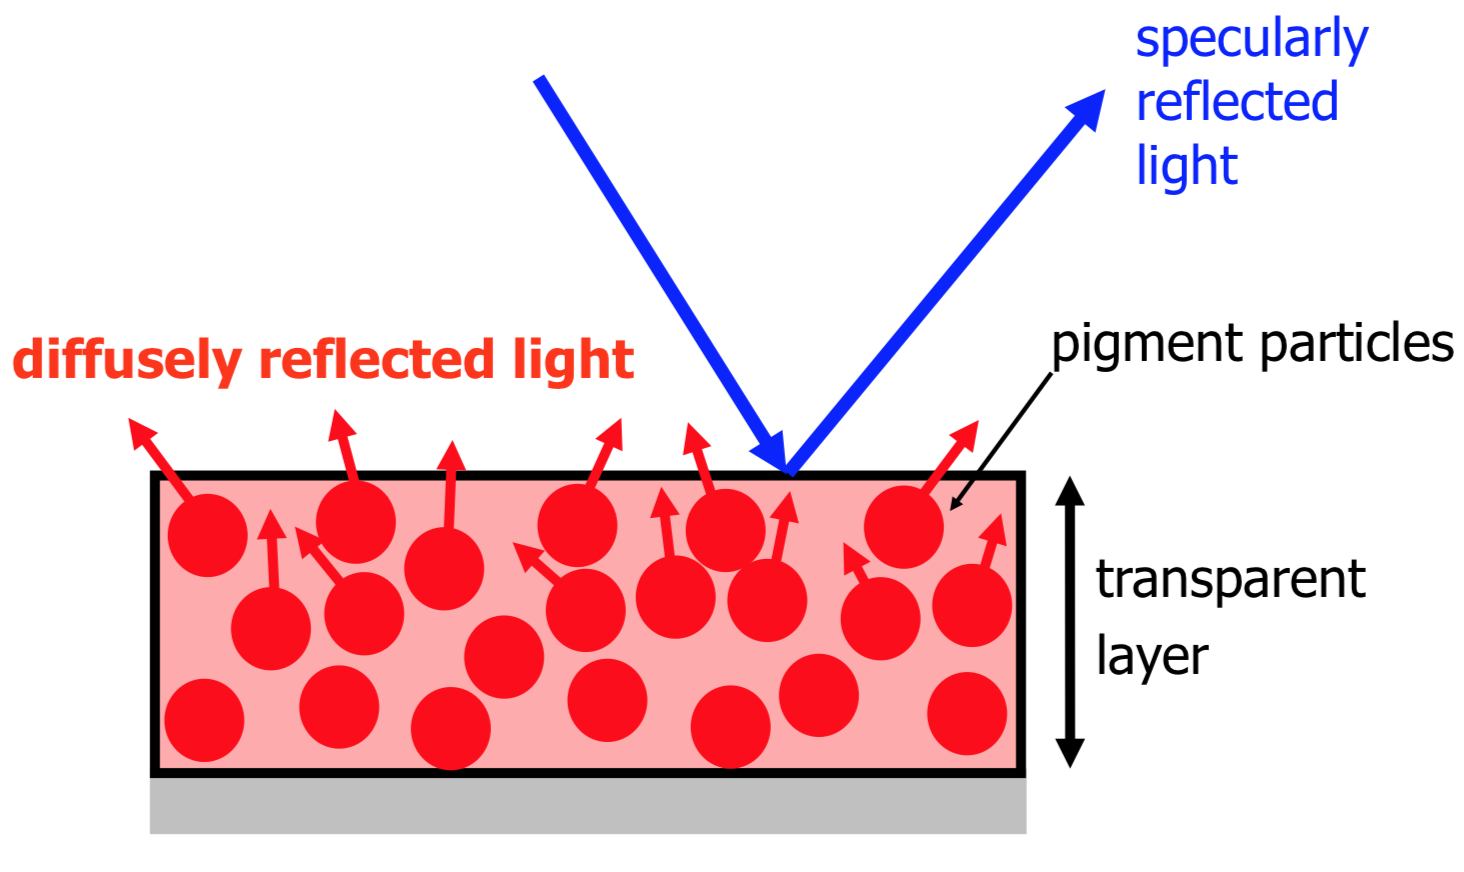 specularly
reflected
light
diffusely reflected light
pigment particles
transparent
layer